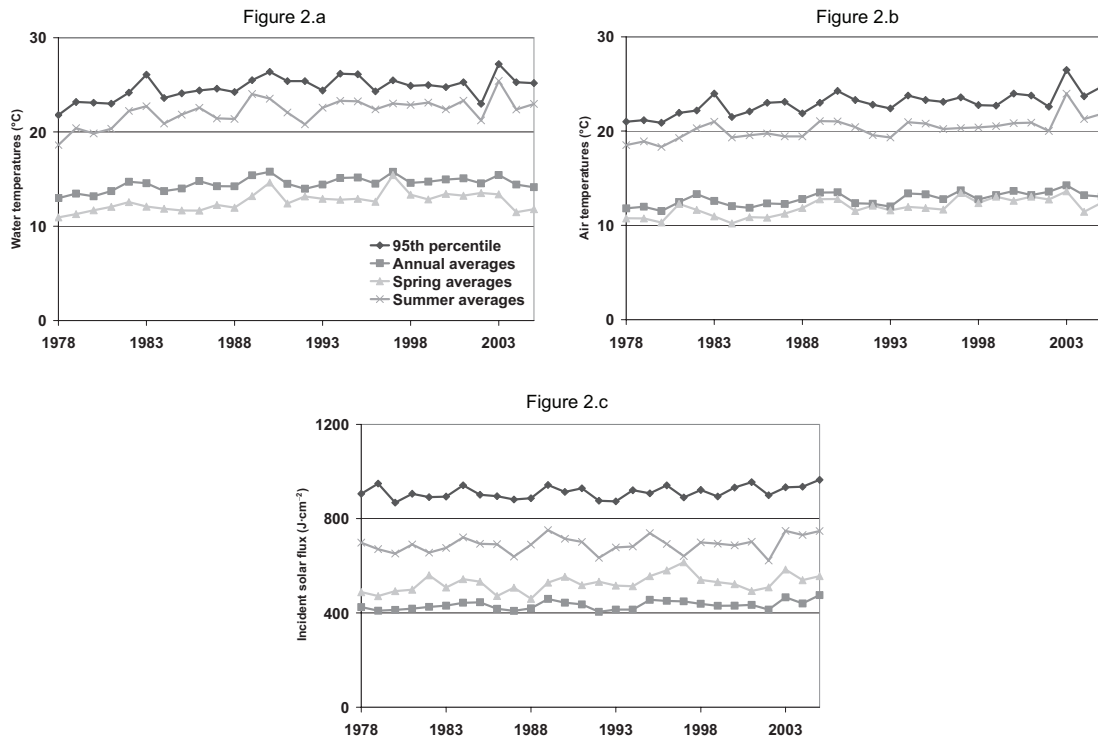 Figure 2.a
30
20
10
0
Water temperatures (°C)
95th percentile
Annual averages
Spring averages
Summer averages
1978 1983 1988 1993 1998 2003
Figure 2.b
30
20
10
0
Air temperatures (°C)
1978 1983 1988 1993 1998 2003
Figure 2.c
1200
800
400
0
Incident solar flux (J·cm⁻²)
1978 1983 1988 1993 1998 2003